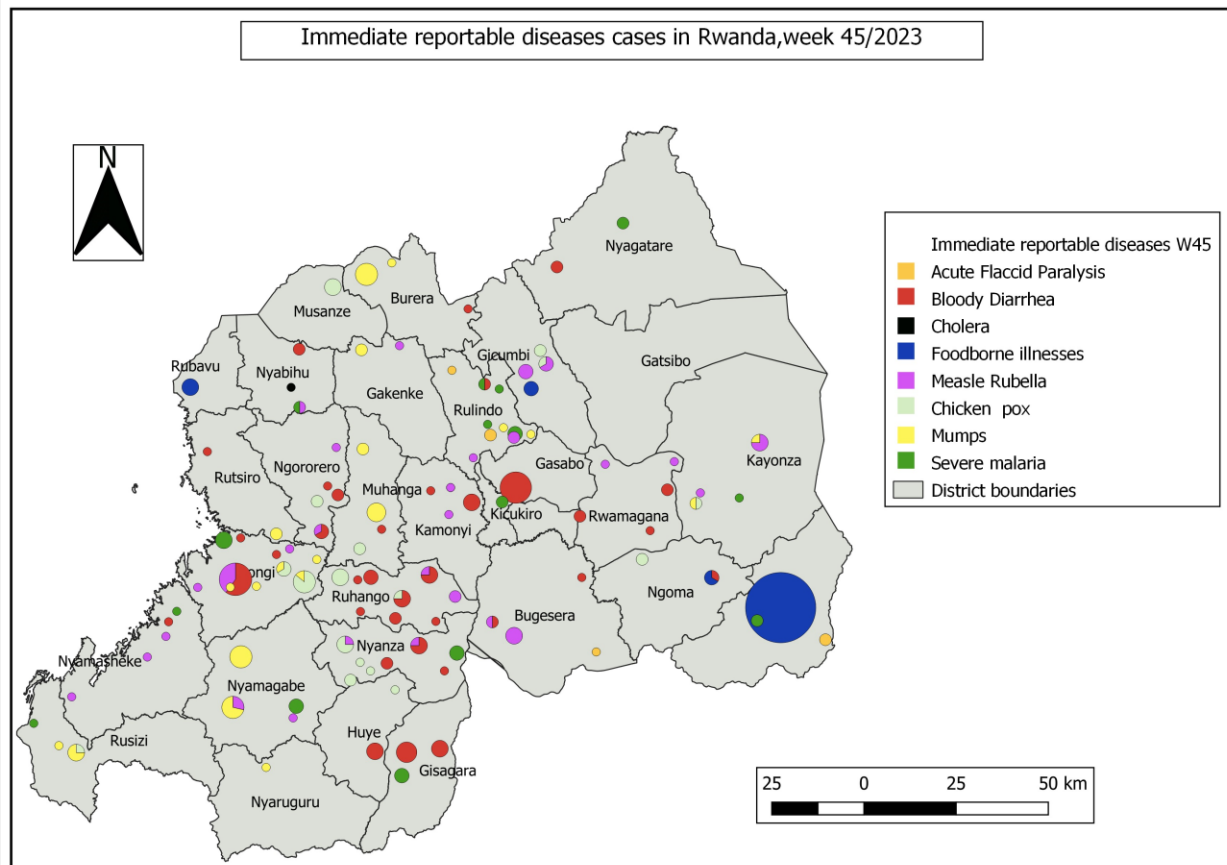 Immediate reportable diseases cases in Rwanda,week 45/2023
N
Nyagatare
Burera
Musanze
Gicumbi
Gatsibo
Rubavu
Nyabihu
Gakenke
Rulindo
Kayonza
Gasabo
Ngororero
Rutsiro
Muhanga
Kamonyi
Kicukiro
Rwamagana
ongi
Ruhango
Ngoma
Bugesera
Nyanza
Nyamasheke
Nyamagabe
Huye
Rusizi
Gisagara
Nyaruguru
Immediate reportable diseases W45
Acute Flaccid Paralysis
Bloody Diarrhea
Cholera
Foodborne illnesses
Measle Rubella
Chicken pox
Mumps
Severe malaria
District boundaries
25 0 25 50 km